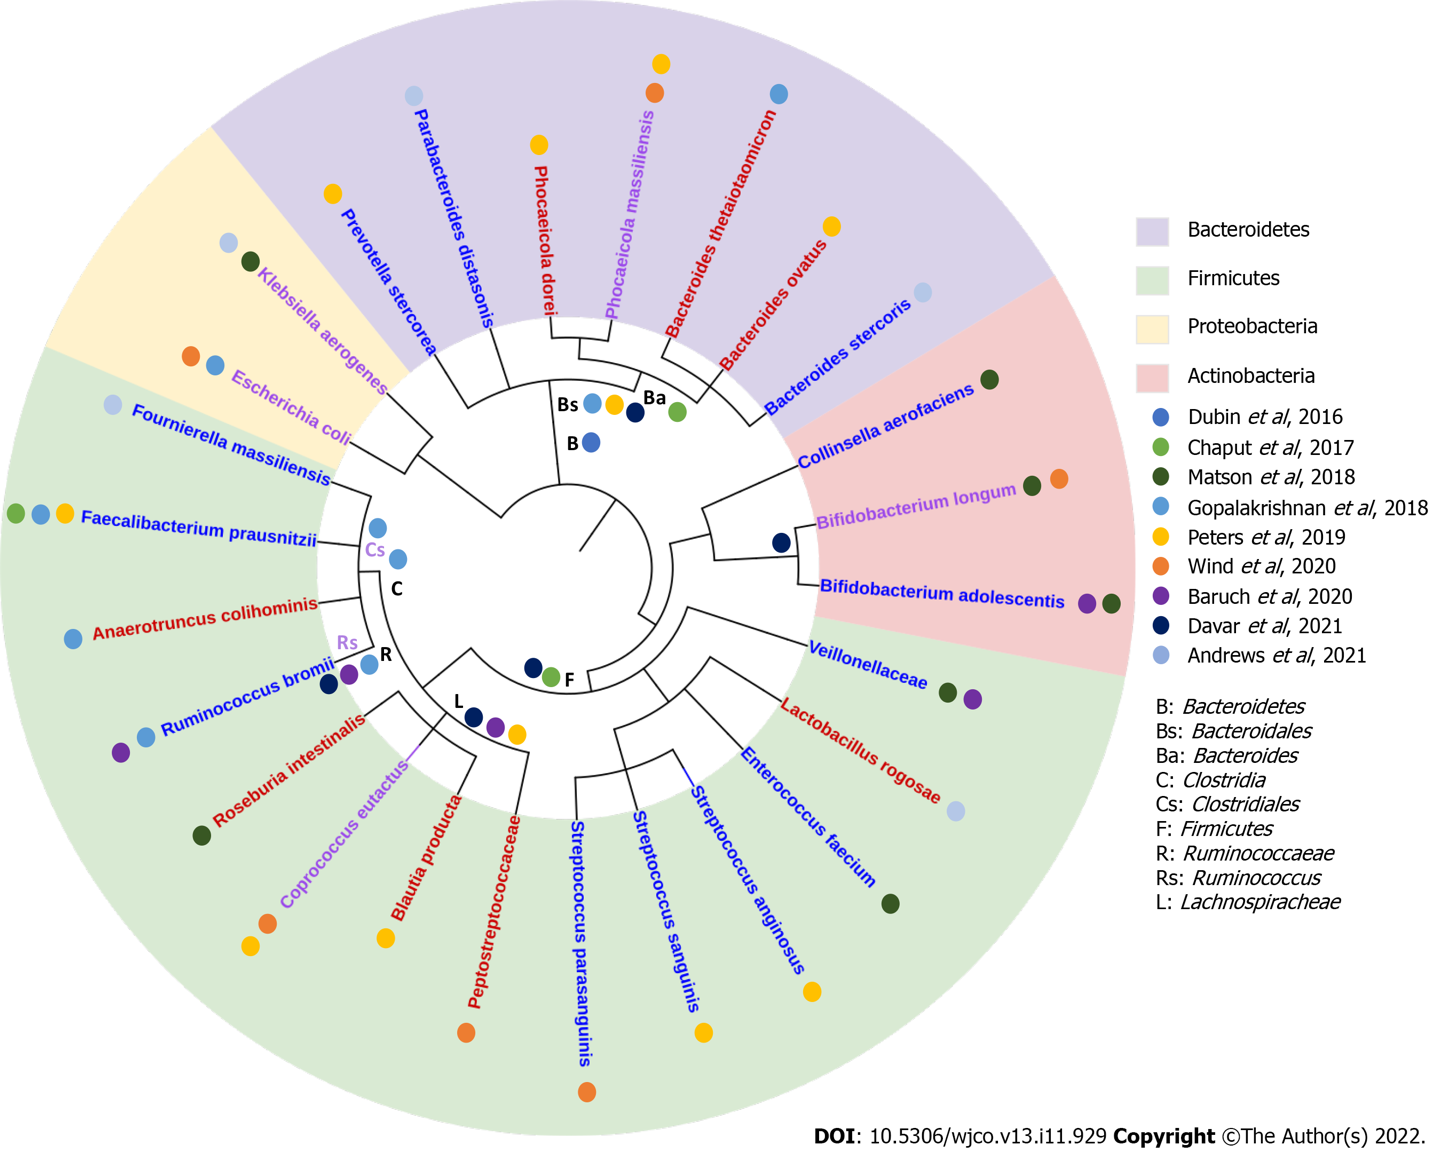 Prevotella stercorea
Parabacteroides distasonis
Phocaeicola dorei
Phocaeicola massiliensis
Bacteroides thetaiotaomicron
Bacteroides ovatus
Bacteroides stercoris
Collinsella aerofaciens
Bifidobacterium longum
Bifidobacterium adolescentis
Veillonellaceae
Lactobacillus rogosae
Enterococcus faecium
Streptococcus anginosus
Streptococcus sanguinis
Streptococcus parasanguinis
Peptostreptococcaceae
Blautia producta
Coprococcus eutactus
Roseburia intestinalis
Ruminococcus bromii
Anaerotruncus colihominis
Faecalibacterium prausnitzii
Fournierella massiliensis
Escherichia coli
Klebsiella aerogenes
Bs
Ba
B
Cs
C
Rs
R
L
F
Bacteroidetes
Firmicutes
Proteobacteria
Actinobacteria
Dubin et al, 2016
Chaput et al, 2017
Matson et al, 2018
Gopalakrishnan et al, 2018
Peters et al, 2019
Wind et al, 2020
Baruch et al, 2020
Davar et al, 2021
Andrews et al, 2021
B: Bacteroidetes
Bs: Bacteroidales
Ba: Bacteroides
C: Clostridia
Cs: Clostridiales
F: Firmicutes
R: Ruminococcaeae
Rs: Ruminococcus
L: Lachnospiracheae
DOI: 10.5306/wjco.v13.i11.929 Copyright ©The Author(s) 2022.